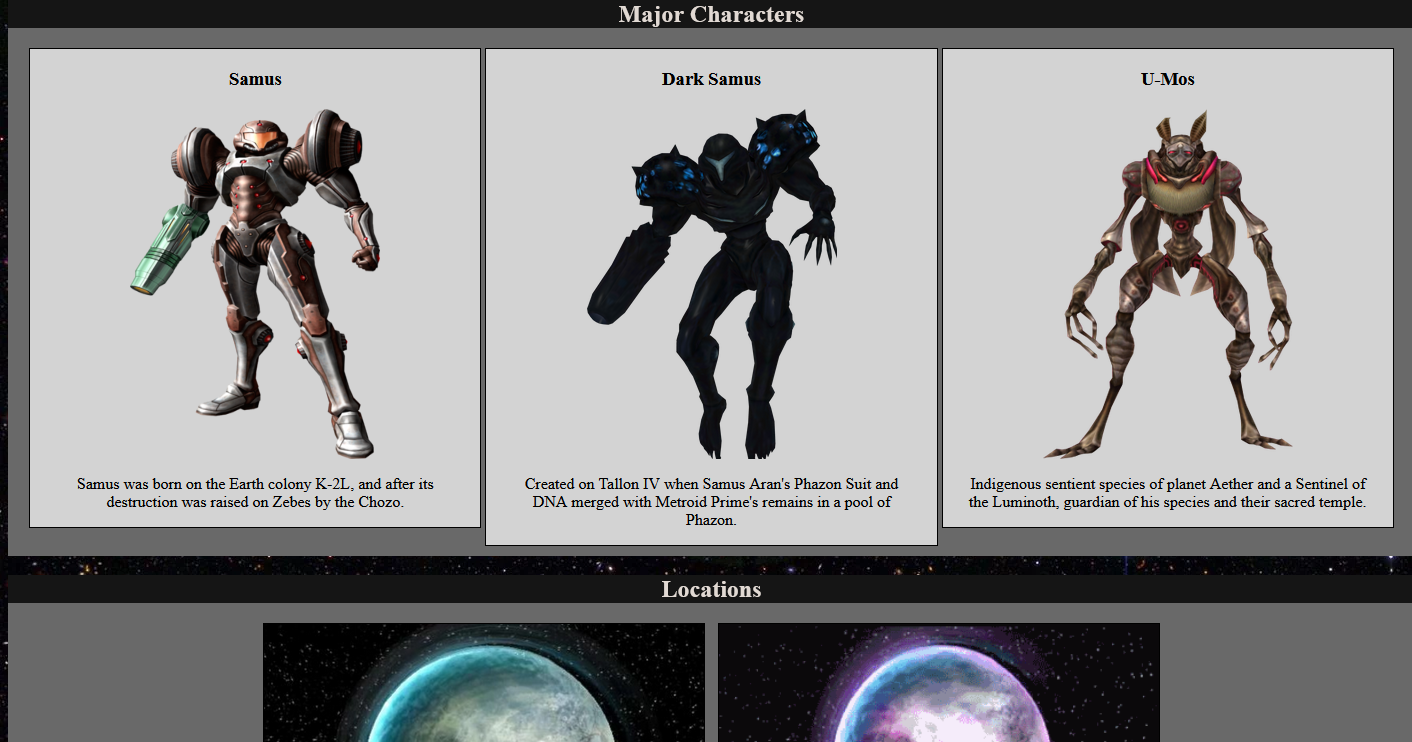 Major Characters
Samus
Samus was born on the Earth colony K-2L, and after its
destruction was raised on Zebes by the Chozo.
Dark Samus
Created on Tallon IV when Samus Aran's Phazon Suit and
DNA merged with Metroid Prime's remains in a pool of
Phazon.
U-Mos
Indigenous sentient species of planet Aether and a Sentinel of
the Luminoth, guardian of his species and their sacred temple.
Locations